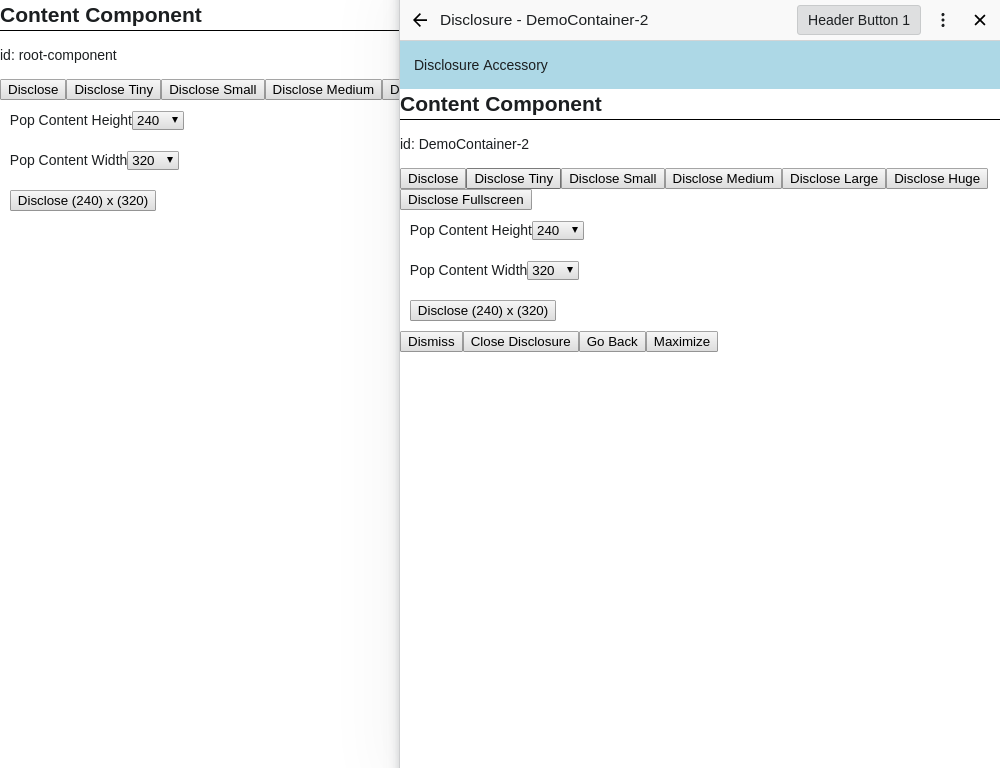 Content Component
id: root-component
Disclose Disclose Tiny Disclose Small Disclose Medium D
Pop Content Height 240
Pop Content Width 320
Disclose (240) x (320)
Disclosure - DemoContainer-2 Header Button 1
Disclosure Accessory
Content Component
id: DemoContainer-2
Disclose Disclose Tiny Disclose Small Disclose Medium Disclose Large Disclose Huge
Disclose Fullscreen
Pop Content Height 240
Pop Content Width 320
Disclose (240) x (320)
Dismiss Close Disclosure Go Back Maximize